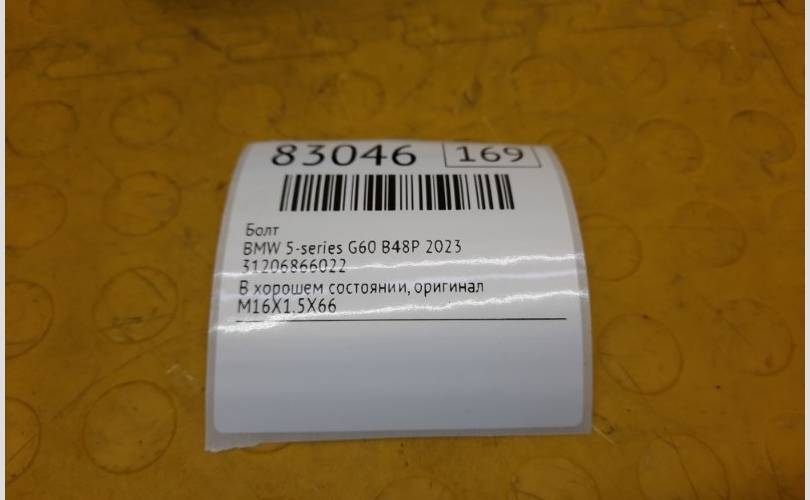 83046 169
Болт
BMW 5-series G60 B48P 2023
31206866022
В хорошем состоянии, оригинал
M16X1.5X66